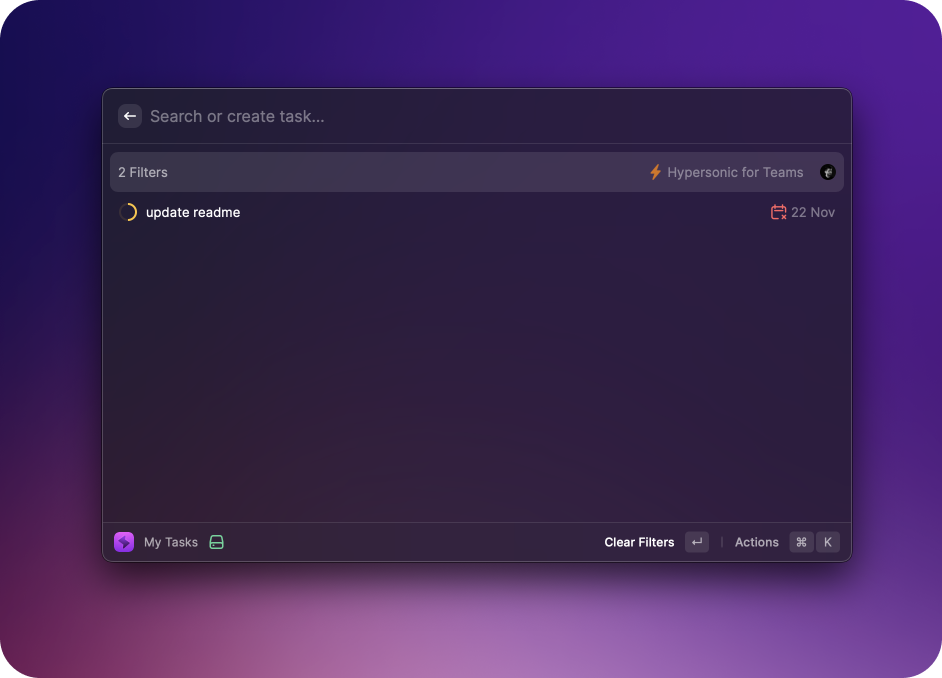 Search or create task...
2 Filters Hypersonic for Teams
update readme 22 Nov
My Tasks Clear Filters ↵ | Actions ⌘ K